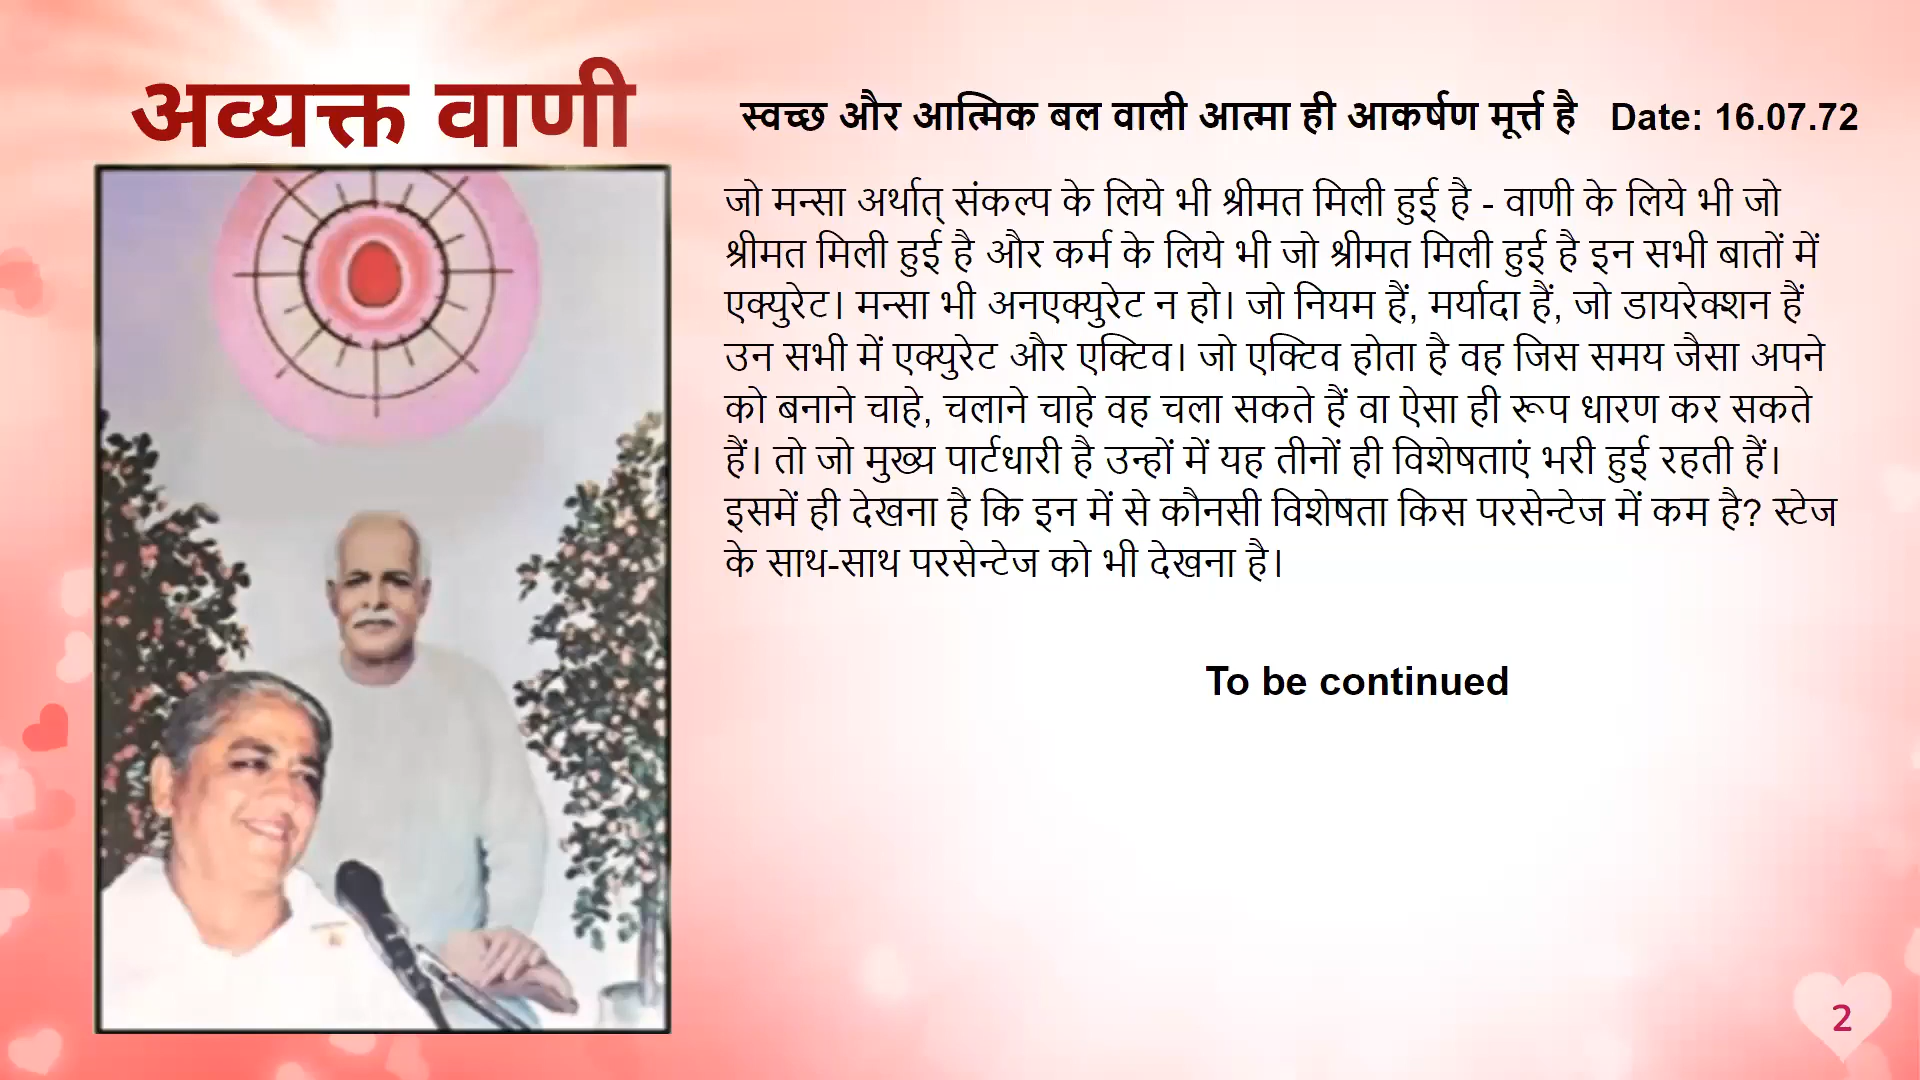 अव्यक्त वाणी
स्वच्छ और आत्मिक बल वाली आत्मा ही आकर्षण मूर्त्त है Date: 16.07.72
जो मन्सा अर्थात् संकल्प के लिये भी श्रीमत मिली हुई है - वाणी के लिये भी जो
श्रीमत मिली हुई है और कर्म के लिये भी जो श्रीमत मिली हुई है इन सभी बातों में
एक्युरेट। मन्सा भी अनएक्युरेट न हो। जो नियम हैं, मर्यादा हैं, जो डायरेक्शन हैं
उन सभी में एक्युरेट और एक्टिव। जो एक्टिव होता है वह जिस समय जैसा अपने
को बनाने चाहे, चलाने चाहे वह चला सकते हैं वा ऐसा ही रूप धारण कर सकते
हैं। तो जो मुख्य पार्टधारी है उन्हों में यह तीनों ही विशेषताएं भरी हुई रहती हैं।
इसमें ही देखना है कि इन में से कौनसी विशेषता किस परसेन्टेज में कम है? स्टेज
के साथ-साथ परसेन्टेज को भी देखना है।
To be continued
2